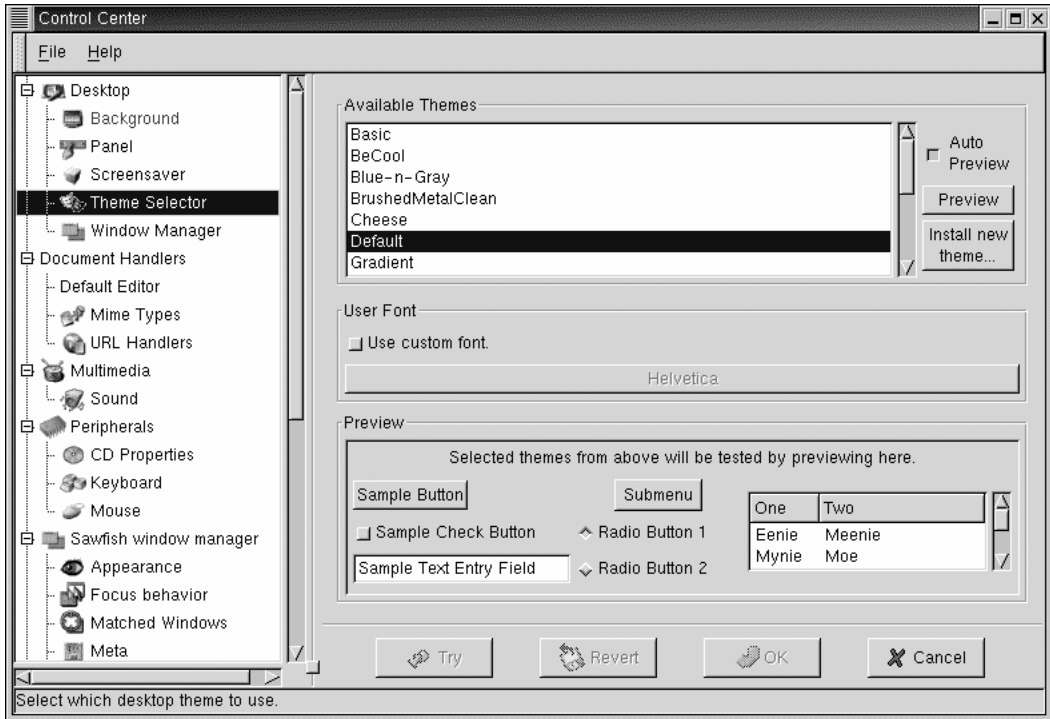 Control Center
File Help
Desktop
Background
Panel
Screensaver
Theme Selector
Window Manager
Document Handlers
Default Editor
Mime Types
URL Handlers
Multimedia
Sound
Peripherals
CD Properties
Keyboard
Mouse
Sawfish window manager
Appearance
Focus behavior
Matched Windows
Meta
Available Themes
Basic
BeCool
Blue-n-Gray
BrushedMetalClean
Cheese
Default
Gradient
Auto
Preview
Preview
Install new
theme...
User Font
Use custom font.
Helvetica
Preview
Selected themes from above will be tested by previewing here.
Sample Button
Submenu
Sample Check Button
Radio Button 1
Sample Text Entry Field
Radio Button 2
One Two
Eenie Meenie
Mynie Moe
Try
Revert
OK
Cancel
Select which desktop theme to use.